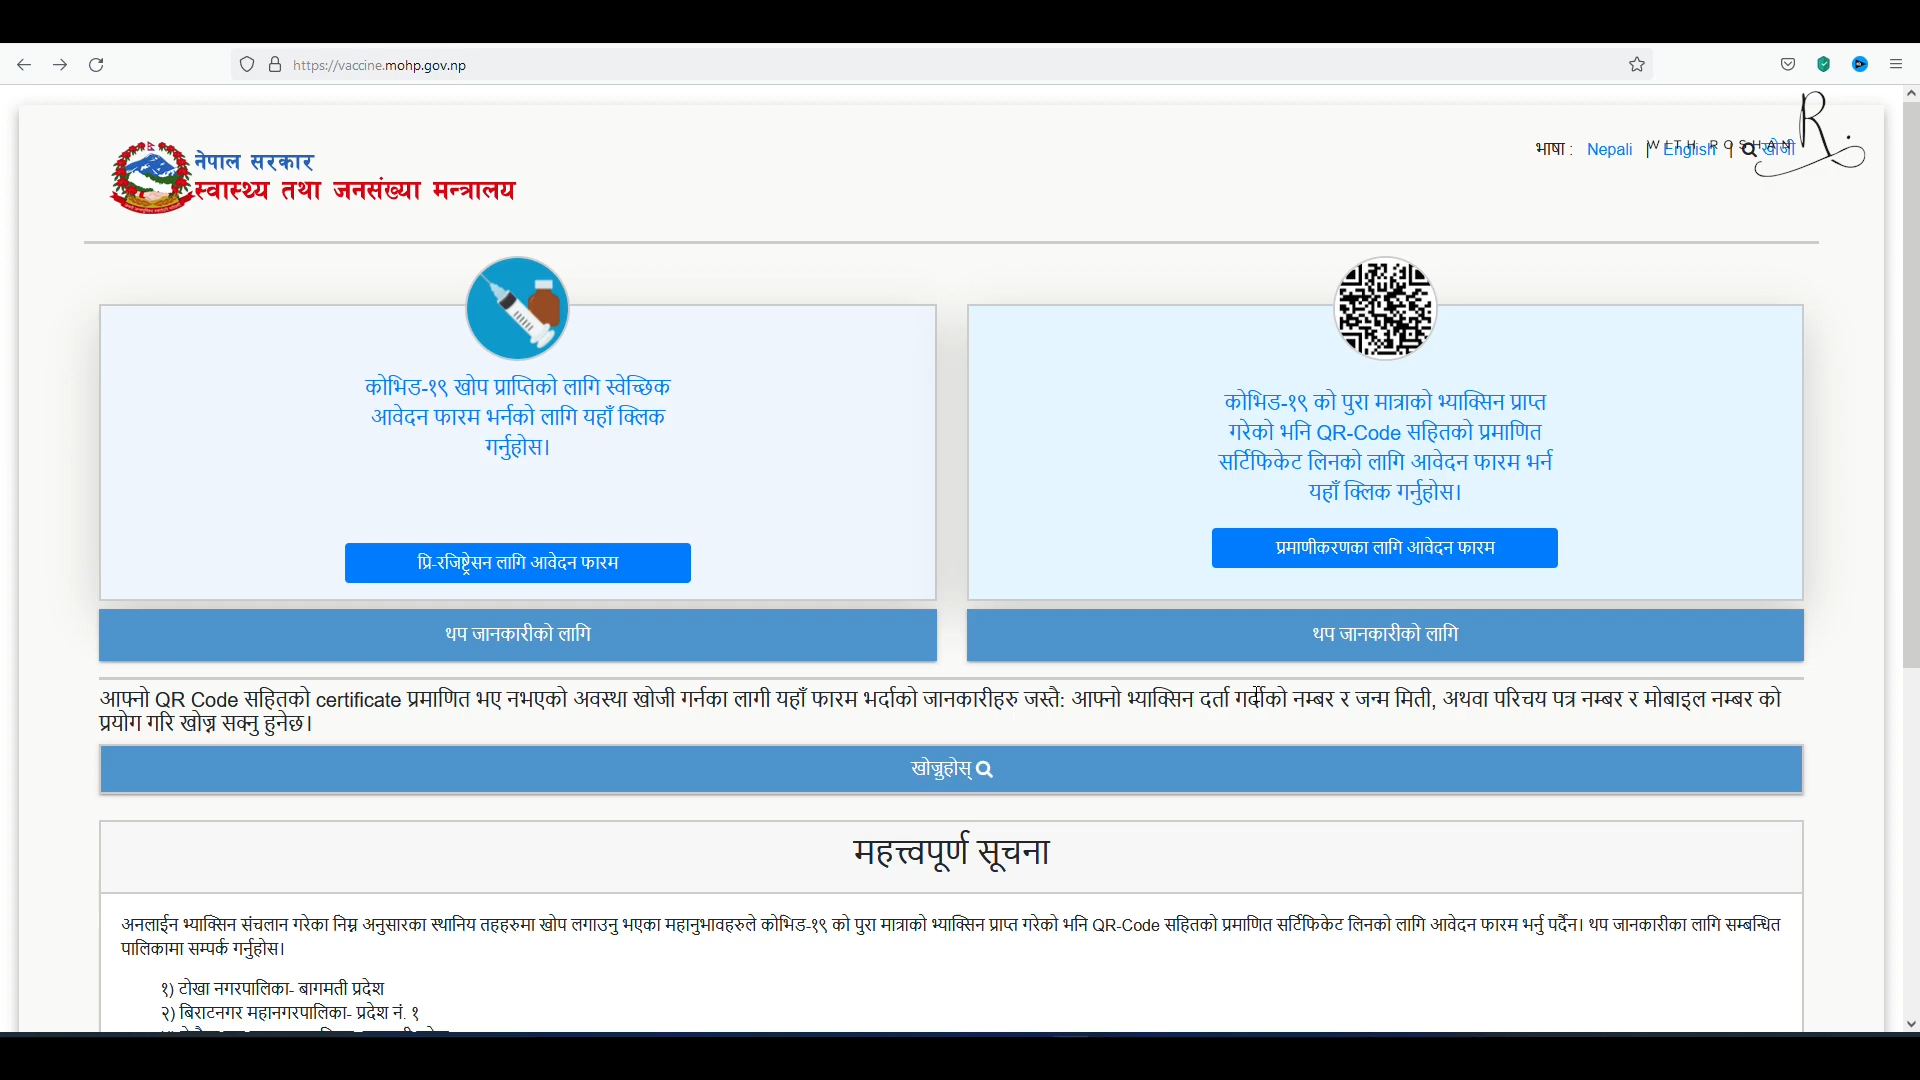 https://vaccine.mohp.gov.np
नेपाल सरकार
स्वास्थ्य तथा जनसंख्या मन्त्रालय
भाषा : Nepali | English | खोजी
R.
WITH ROSHAN
कोभिड-१९ खोप प्राप्तिको लागि स्वेच्छिक
आवेदन फारम भर्नको लागि यहाँ क्लिक
गर्नुहोस।
प्रि-रजिष्ट्रेसन लागि आवेदन फारम
थप जानकारीको लागि
कोभिड-१९ को पुरा मात्राको भ्याक्सिन प्राप्त
गरेको भनि QR-Code सहितको प्रमाणित
सर्टिफिकेट लिनको लागि आवेदन फारम भर्न
यहाँ क्लिक गर्नुहोस।
प्रमाणीकरणका लागि आवेदन फारम
थप जानकारीको लागि
आफ्नो QR Code सहितको certificate प्रमाणित भए नभएको अवस्था खोजी गर्नका लागी यहाँ फारम भर्दाको जानकारीहरु जस्तै: आफ्नो भ्याक्सिन दर्ता गर्दाको नम्बर र जन्म मिती, अथवा परिचय पत्र नम्बर र मोबाइल नम्बर को
प्रयोग गरि खोज्न सक्नु हुनेछ।
खोज्नुहोस्
महत्त्वपूर्ण सूचना
अनलाईन भ्याक्सिन संचलान गरेका निम्न अनुसारका स्थानिय तहहरुमा खोप लगाउनु भएका महानुभावहरुले कोभिड-१९ को पुरा मात्राको भ्याक्सिन प्राप्त गरेको भनि QR-Code सहितको प्रमाणित सर्टिफिकेट लिनको लागि आवेदन फारम भर्नु पर्दैन। थप जानकारीका लागि सम्बन्धित
पालिकामा सम्पर्क गर्नुहोस।
१) टोखा नगरपालिका- बागमती प्रदेश
२) बिराटनगर महानगरपालिका- प्रदेश नं. १